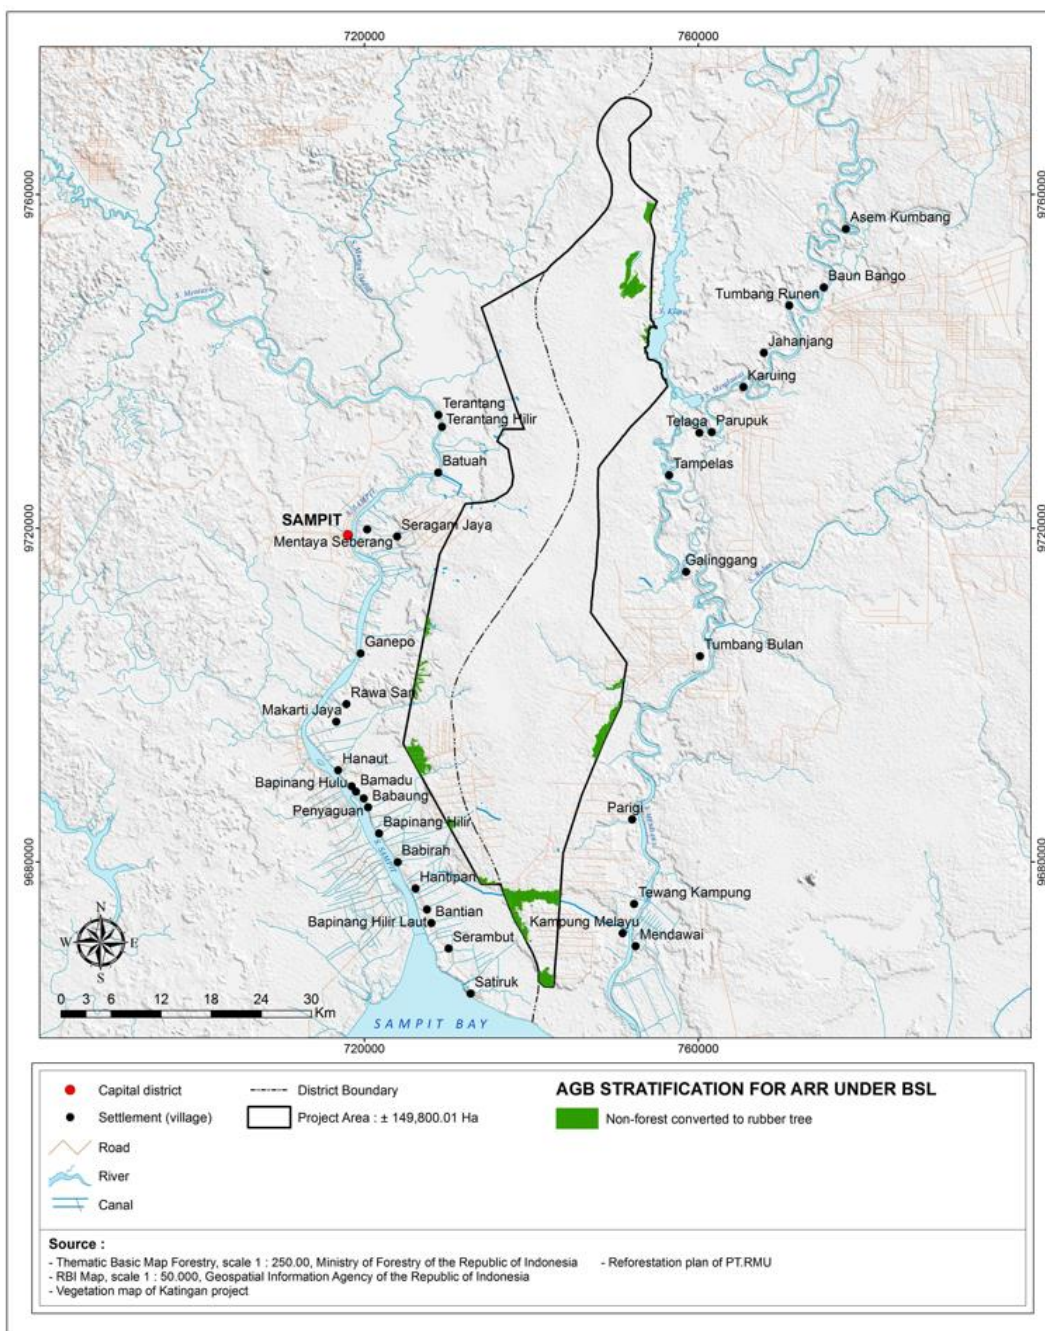 720000
760000
9760000
9760000
Asem Kumbang
Baun Bango
Tumbang Runen
S. Mentaya
Jahanjang
Karuing
Terantang
Terantang Hilir
Telaga
Parupuk
Batuah
Tampelas
SAMPIT
S. SAMPIT
Seragam Jaya
Mentaya Seberang
9720000
9720000
Galinggang
Ganepo
Tumbang Bulan
Rawa Sari
Makarti Jaya
Hanaut
Bapinang Hulu
Bamadu
Babaung
Penyaguan
Parigi
Bapinang Hilir
S. SAMPIT
Babirah
9680000
9680000
Hantipan
Tewang Kampung
Bantian
Bapinang Hilir Laut
Kampung Melayu
Mendawai
Serambut
Satiruk
N
W
E
S
0 3 6 12 18 24 30
Km
SAMPIT BAY
720000
760000
Capital district
Settlement (village)
Road
River
Canal
District Boundary
Project Area : ± 149,800.01 Ha
AGB STRATIFICATION FOR ARR UNDER BSL
Non-forest converted to rubber tree
Source :
- Thematic Basic Map Forestry, scale 1 : 250.00, Ministry of Forestry of the Republic of Indonesia
- RBI Map, scale 1 : 50.000, Geospatial Information Agency of the Republic of Indonesia
- Vegetation map of Katingan project
- Reforestation plan of PT.RMU